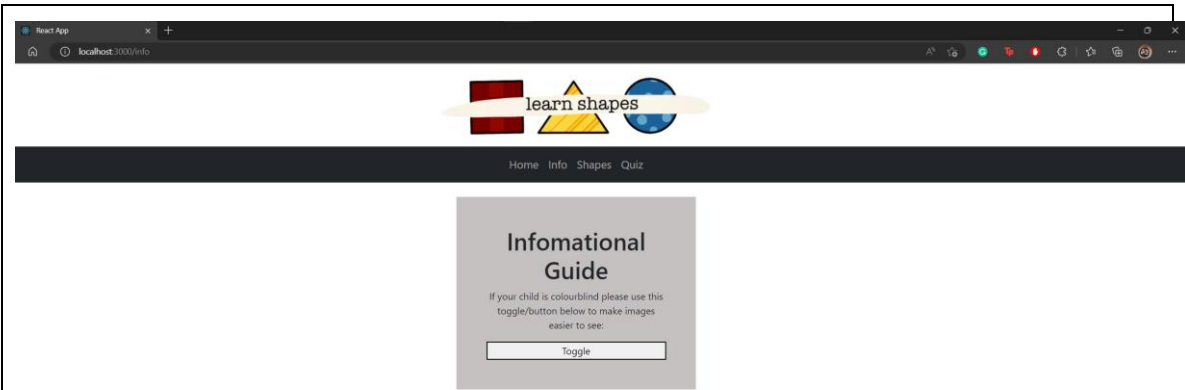 React App
localhost:3000/info
learn shapes
Home Info Shapes Quiz
Infomational
Guide
If your child is colourblind please use this
toggle/button below to make images
easier to see:
Toggle